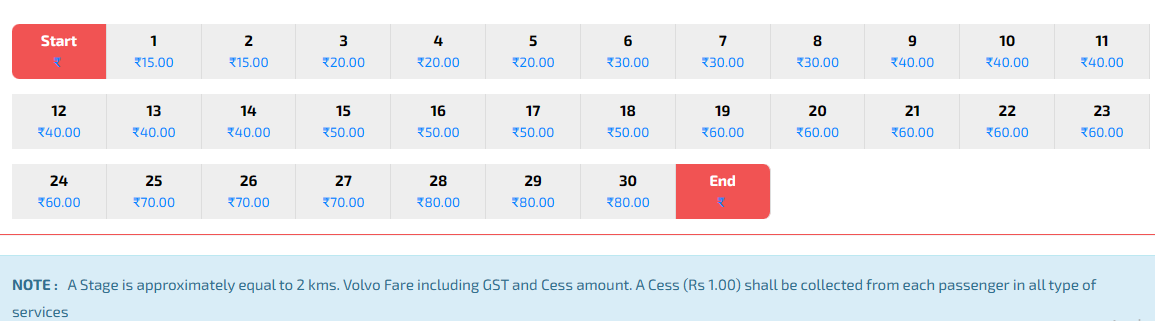 Start 1 2 3 4 5 6 7 8 9 10 11
₹ ₹15.00 ₹15.00 ₹20.00 ₹20.00 ₹20.00 ₹30.00 ₹30.00 ₹30.00 ₹40.00 ₹40.00 ₹40.00
12 13 14 15 16 17 18 19 20 21 22 23
₹40.00 ₹40.00 ₹40.00 ₹50.00 ₹50.00 ₹50.00 ₹50.00 ₹60.00 ₹60.00 ₹60.00 ₹60.00 ₹60.00
24 25 26 27 28 29 30 End
₹60.00 ₹70.00 ₹70.00 ₹70.00 ₹80.00 ₹80.00 ₹80.00 ₹
NOTE : A Stage is approximately equal to 2 kms. Volvo Fare including GST and Cess amount. A Cess (Rs 1.00) shall be collected from each passenger in all type of
services